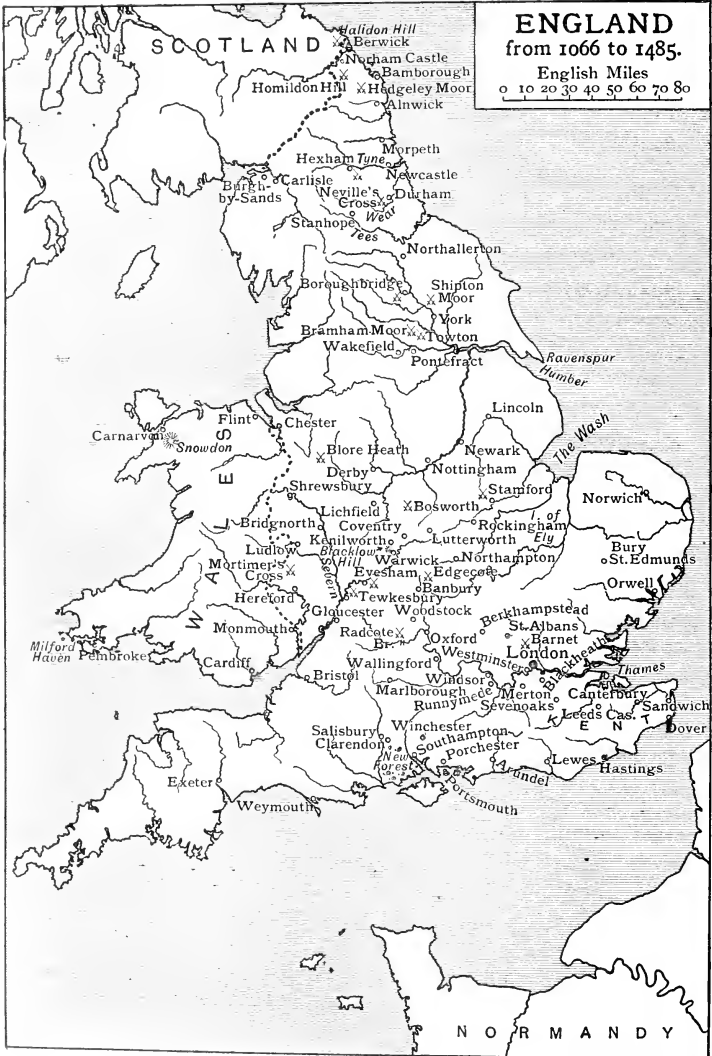 ENGLAND
from 1066 to 1485.
English Miles
0 10 20 30 40 50 60 70 80
SCOTLAND
Halidon Hill
Berwick
Norham Castle
Bamborough
Homildon Hill
Hedgeley Moor
Alnwick
Morpeth
Hexham
Tyne
Newcastle
Burgh-
by-Sands
Carlisle
Neville's
Cross
Durham
Wear
Stanhope
Tees
Northallerton
Boroughbridge
Shipton
Moor
York
Bramham Moor
Towton
Wakefield
Pontefract
Ravenspur
Humber
Lincoln
The Wash
Flint
Chester
Carnarvon
Snowdon
WALES
Blore Heath
Newark
Derby
Nottingham
Shrewsbury
Stamford
Norwich
Lichfield
Bosworth
Bridgnorth
Coventry
Rockingham
of
Ely
Kenilworth
Lutterworth
Ludlow
Blacklow
Hill
Warwick
Northampton
Bury
St. Edmunds
Mortimer's
Cross
Severn
Evesham
Edgecote
Banbury
Orwell
Hereford
Tewkesbury
Gloucester
Woodstock
Berkhampstead
Monmouth
St. Albans
Radcote
Br.
Oxford
Barnet
Milford
Haven
Pembroke
Westminster
London
Blackheath
Cardiff
Wallingford
Thames
Bristol
Windsor
Marlborough
Runnymede
Merton
Canterbury
Sandwich
Sevenoaks
Leeds Cas.
KENT
Dover
Salisbury
Winchester
Clarendon
Southampton
New
Forest
Porchester
Lewes
Arundel
Hastings
Exeter
Portsmouth
Weymouth
NORMANDY